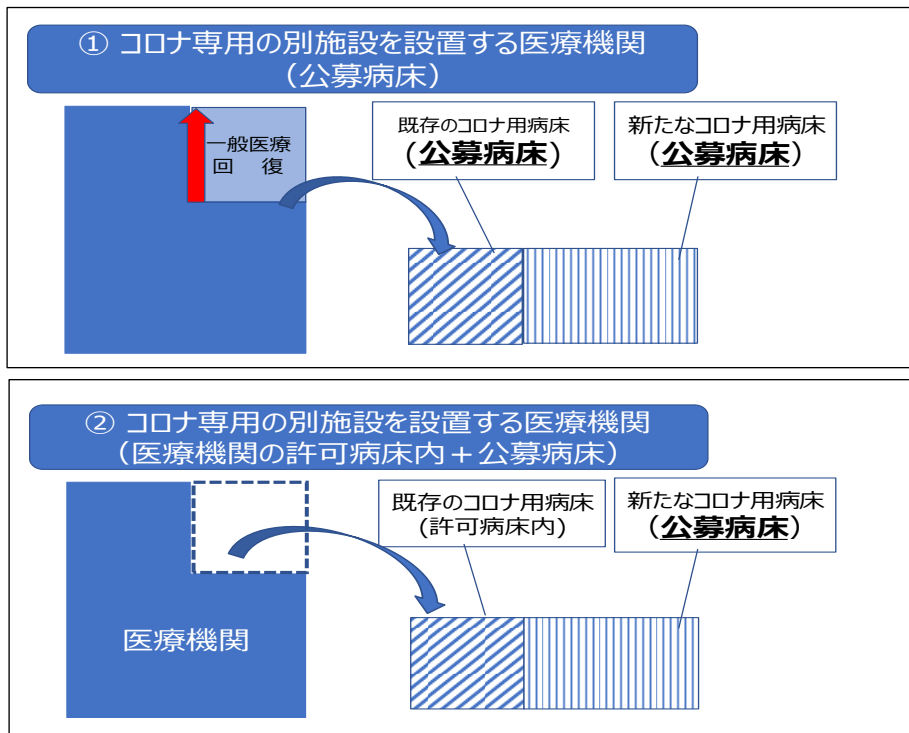 ① コロナ専用の別施設を設置する医療機関
（公募病床）
一般医療
回 復
既存のコロナ用病床
(公募病床)
新たなコロナ用病床
（公募病床）
② コロナ専用の別施設を設置する医療機関
（医療機関の許可病床内＋公募病床）
既存のコロナ用病床
(許可病床内)
新たなコロナ用病床
（公募病床）
医療機関